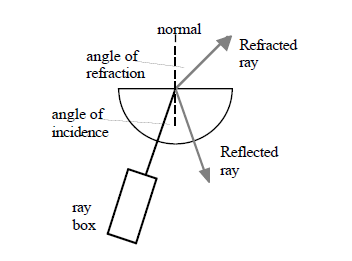 normal
angle of
refraction
Refracted
ray
angle of
incidence
Reflected
ray
ray
box